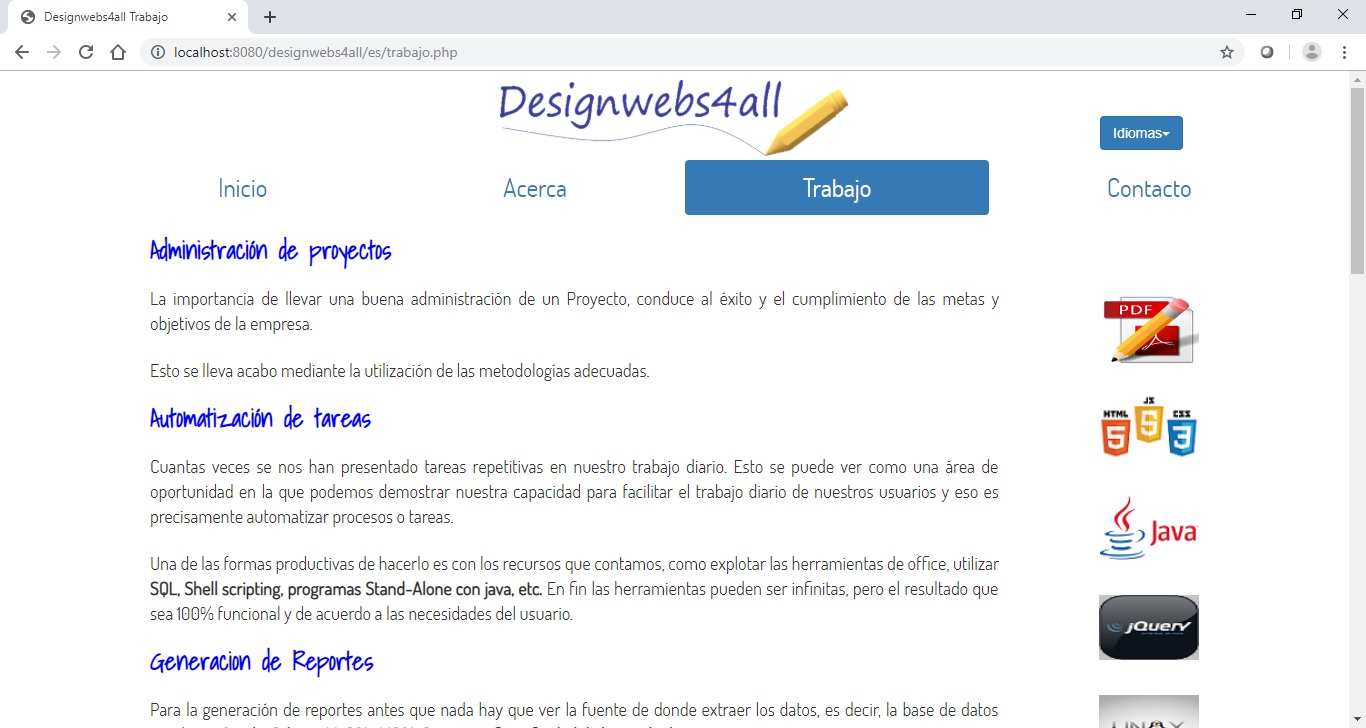 Designwebs4all Trabajo
localhost:8080/designwebs4all/es/trabajo.php
Designwebs4all
Idiomas
Inicio Acerca Trabajo Contacto
Administración de proyectos
La importancia de llevar una buena administración de un Proyecto, conduce al éxito y el cumplimiento de las metas y
objetivos de la empresa.
Esto se lleva acabo mediante la utilización de las metodologías adecuadas.
Automatización de tareas
Cuantas veces se nos han presentado tareas repetitivas en nuestro trabajo diario. Esto se puede ver como una área de
oportunidad en la que podemos demostrar nuestra capacidad para facilitar el trabajo diario de nuestros usuarios y eso es
precisamente automatizar procesos o tareas.
Una de las formas productivas de hacerlo es con los recursos que contamos, como explotar las herramientas de office, utilizar
SQL, Shell scripting, programas Stand-Alone con java, etc. En fin las herramientas pueden ser infinitas, pero el resultado que
sea 100% funcional y de acuerdo a las necesidades del usuario.
Generacion de Reportes
Para la generación de reportes antes que nada hay que ver la fuente de donde extraer los datos, es decir, la base de datos
PDF
HTML JS CSS
5 3
Java
jQuery
LINUX